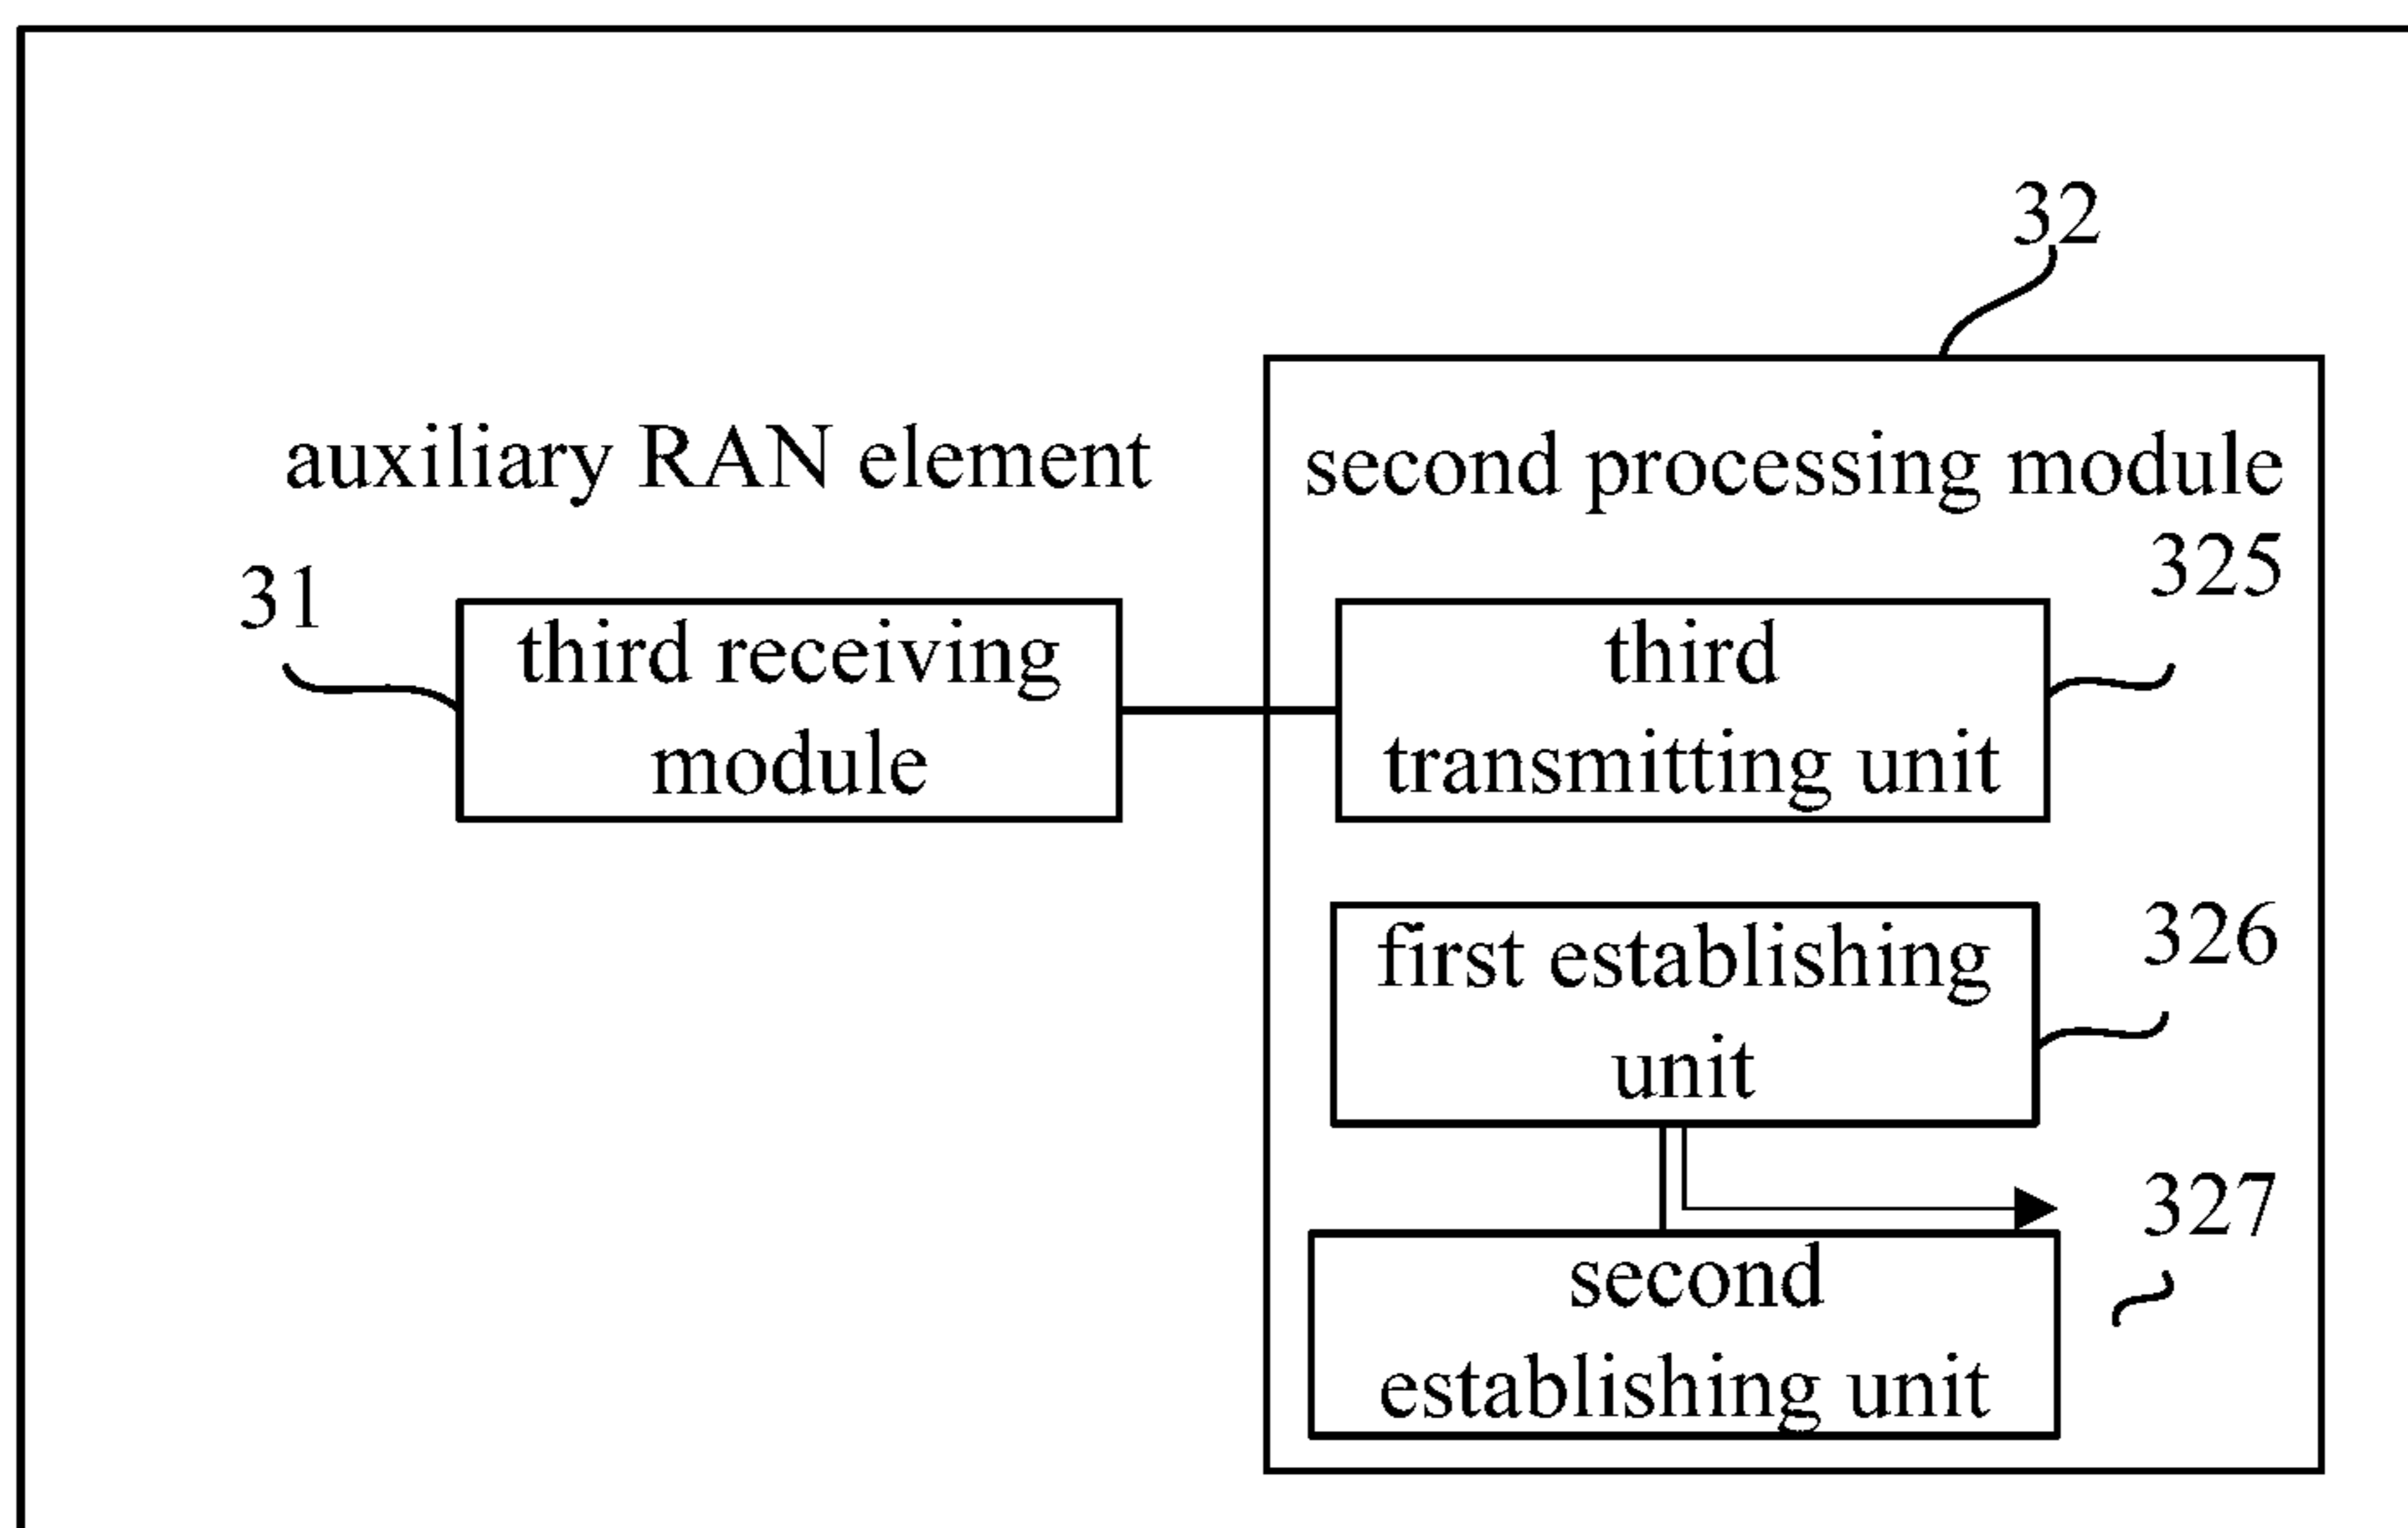 32
auxiliary RAN element
second processing module
325
31
third receiving
module
third
transmitting unit
326
first establishing
unit
327
second
establishing unit